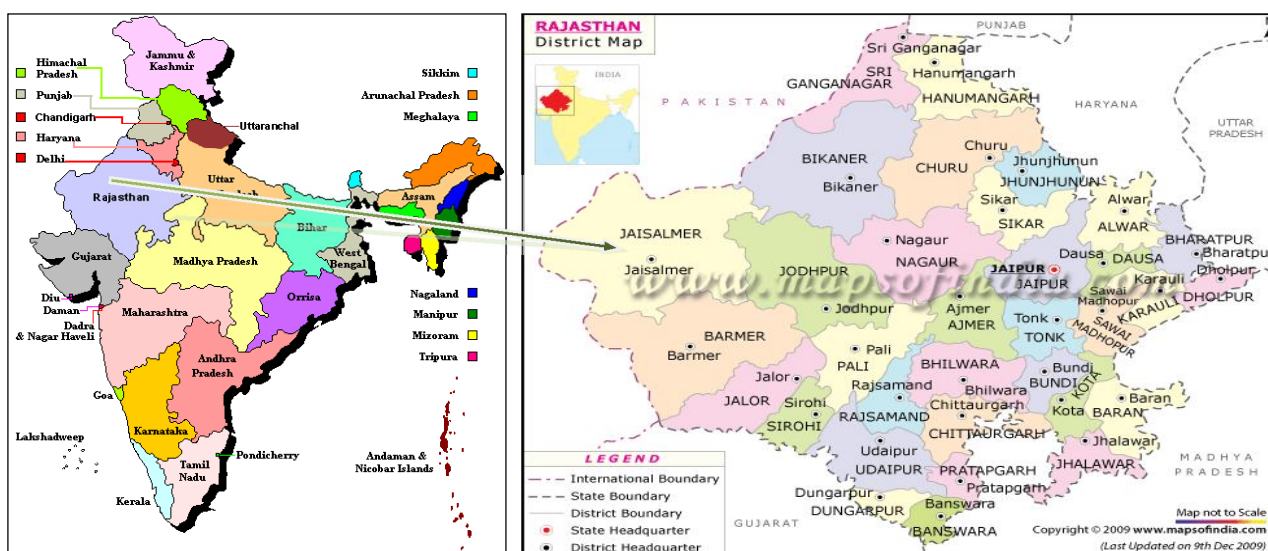 Jammu &
Kashmir
Himachal
Pradesh
Punjab
Chandigarh
Haryana
Delhi
Uttaranchal
Sikkim
Arunachal Pradesh
Meghalaya
Rajasthan
Uttar
Assam
Bihar
Gujarat
Madhya Pradesh
West
Bengal
Diu
Daman
Dadra
& Nagar Haveli
Maharashtra
Orrisa
Nagaland
Manipur
Mizoram
Tripura
Andhra
Pradesh
Goa
Karnataka
Lakshadweep
Pondicherry
Tamil
Nadu
Kerala
Andaman &
Nicobar Islands
RAJASTHAN
District Map
INDIA
PUNJAB
PAKISTAN
HARYANA
UTTAR
PRADESH
Sri Ganganagar
SRI
GANGANAGAR
Hanumangarh
HANUMANGARH
BIKANER
Bikaner
Churu
CHURU
Jhunjhunun
JHUNJHUNUN
Sikar
SIKAR
Alwar
ALWAR
JAISALMER
Jaisalmer
JODHPUR
Jodhpur
Nagaur
NAGAUR
JAIPUR
JAIPUR
Dausa
DAUSA
BHARATPUR
Bharatpu
Dholpur
DHOLPUR
Karauli
KARAULI
Sawai
Madhopur
SAWAI
MADHOPUR
www.mapsofindia.com
BARMER
Barmer
Ajmer
AJMER
Tonk
TONK
Pali
PALI
Jalor
JALOR
Sirohi
SIROHI
Rajsamand
RAJSAMAND
BHILWARA
Bhilwara
Bundi
BUNDI
KOTA
Kota
Baran
BARAN
Chittaurgarh
CHITTAURGARH
Jhalawar
JHALAWAR
Udaipur
UDAIPUR
PRATAPGARH
Pratapgarh
Dungarpur
DUNGARPUR
Banswara
BANSWARA
MADHYA
PRADESH
GUJARAT
LEGEND
International Boundary
State Boundary
District Boundary
State Headquarter
District Headquarter
Map not to Scale
Copyright © 2009 www.mapsofindia.com
(Last Updated on 9th Dec 2009)